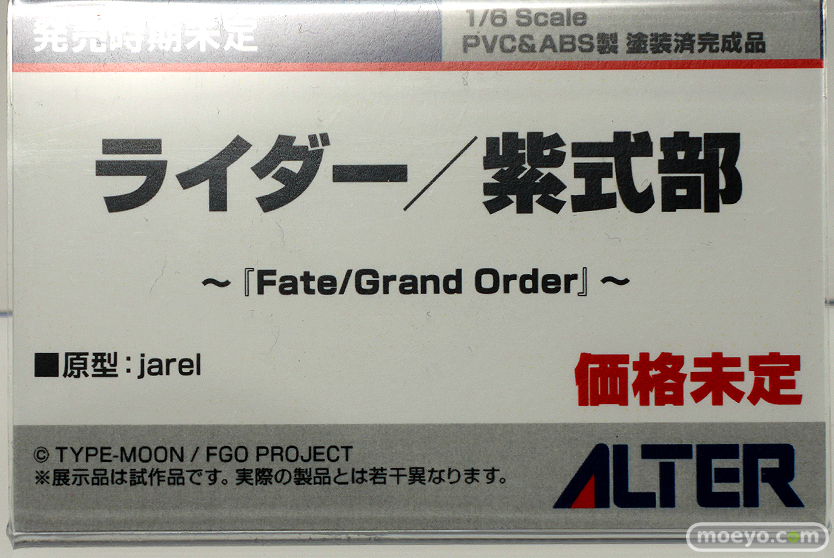 発売時期未定
1/6 Scale
PVC&ABS製 塗装済完成品
ライダー／紫式部
～『Fate/Grand Order』～
■原型：jarel
価格未定
© TYPE-MOON / FGO PROJECT
※展示品は試作品です。実際の製品とは若干異なります。
ALTER
moeyo.com